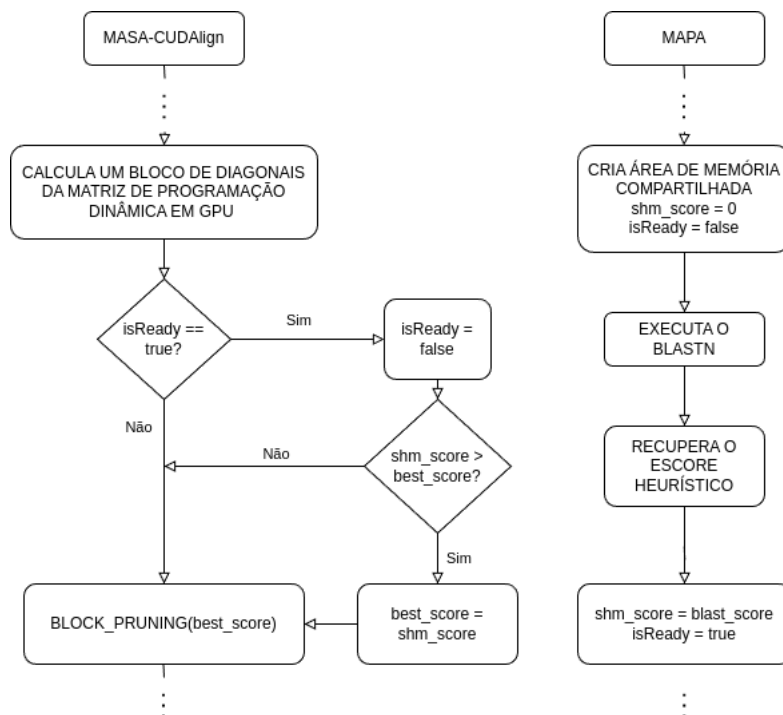 MASA-CUDAlign
CALCULA UM BLOCO DE DIAGONAIS
DA MATRIZ DE PROGRAMAÇÃO
DINÂMICA EM GPU
isReady ==
true?
Sim
isReady =
false
Não
shm_score >
best_score?
Não
Sim
best_score =
shm_score
BLOCK_PRUNING(best_score)
MAPA
CRIA ÁREA DE MEMÓRIA
COMPARTILHADA
shm_score = 0
isReady = false
EXECUTA O
BLASTN
RECUPERA O
ESCORE
HEURÍSTICO
shm_score = blast_score
isReady = true